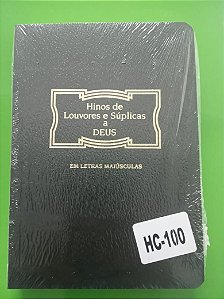 Hinos de
Louvores e Súplicas
a
DEUS
EM LETRAS MAIÚSCULAS
HC-100